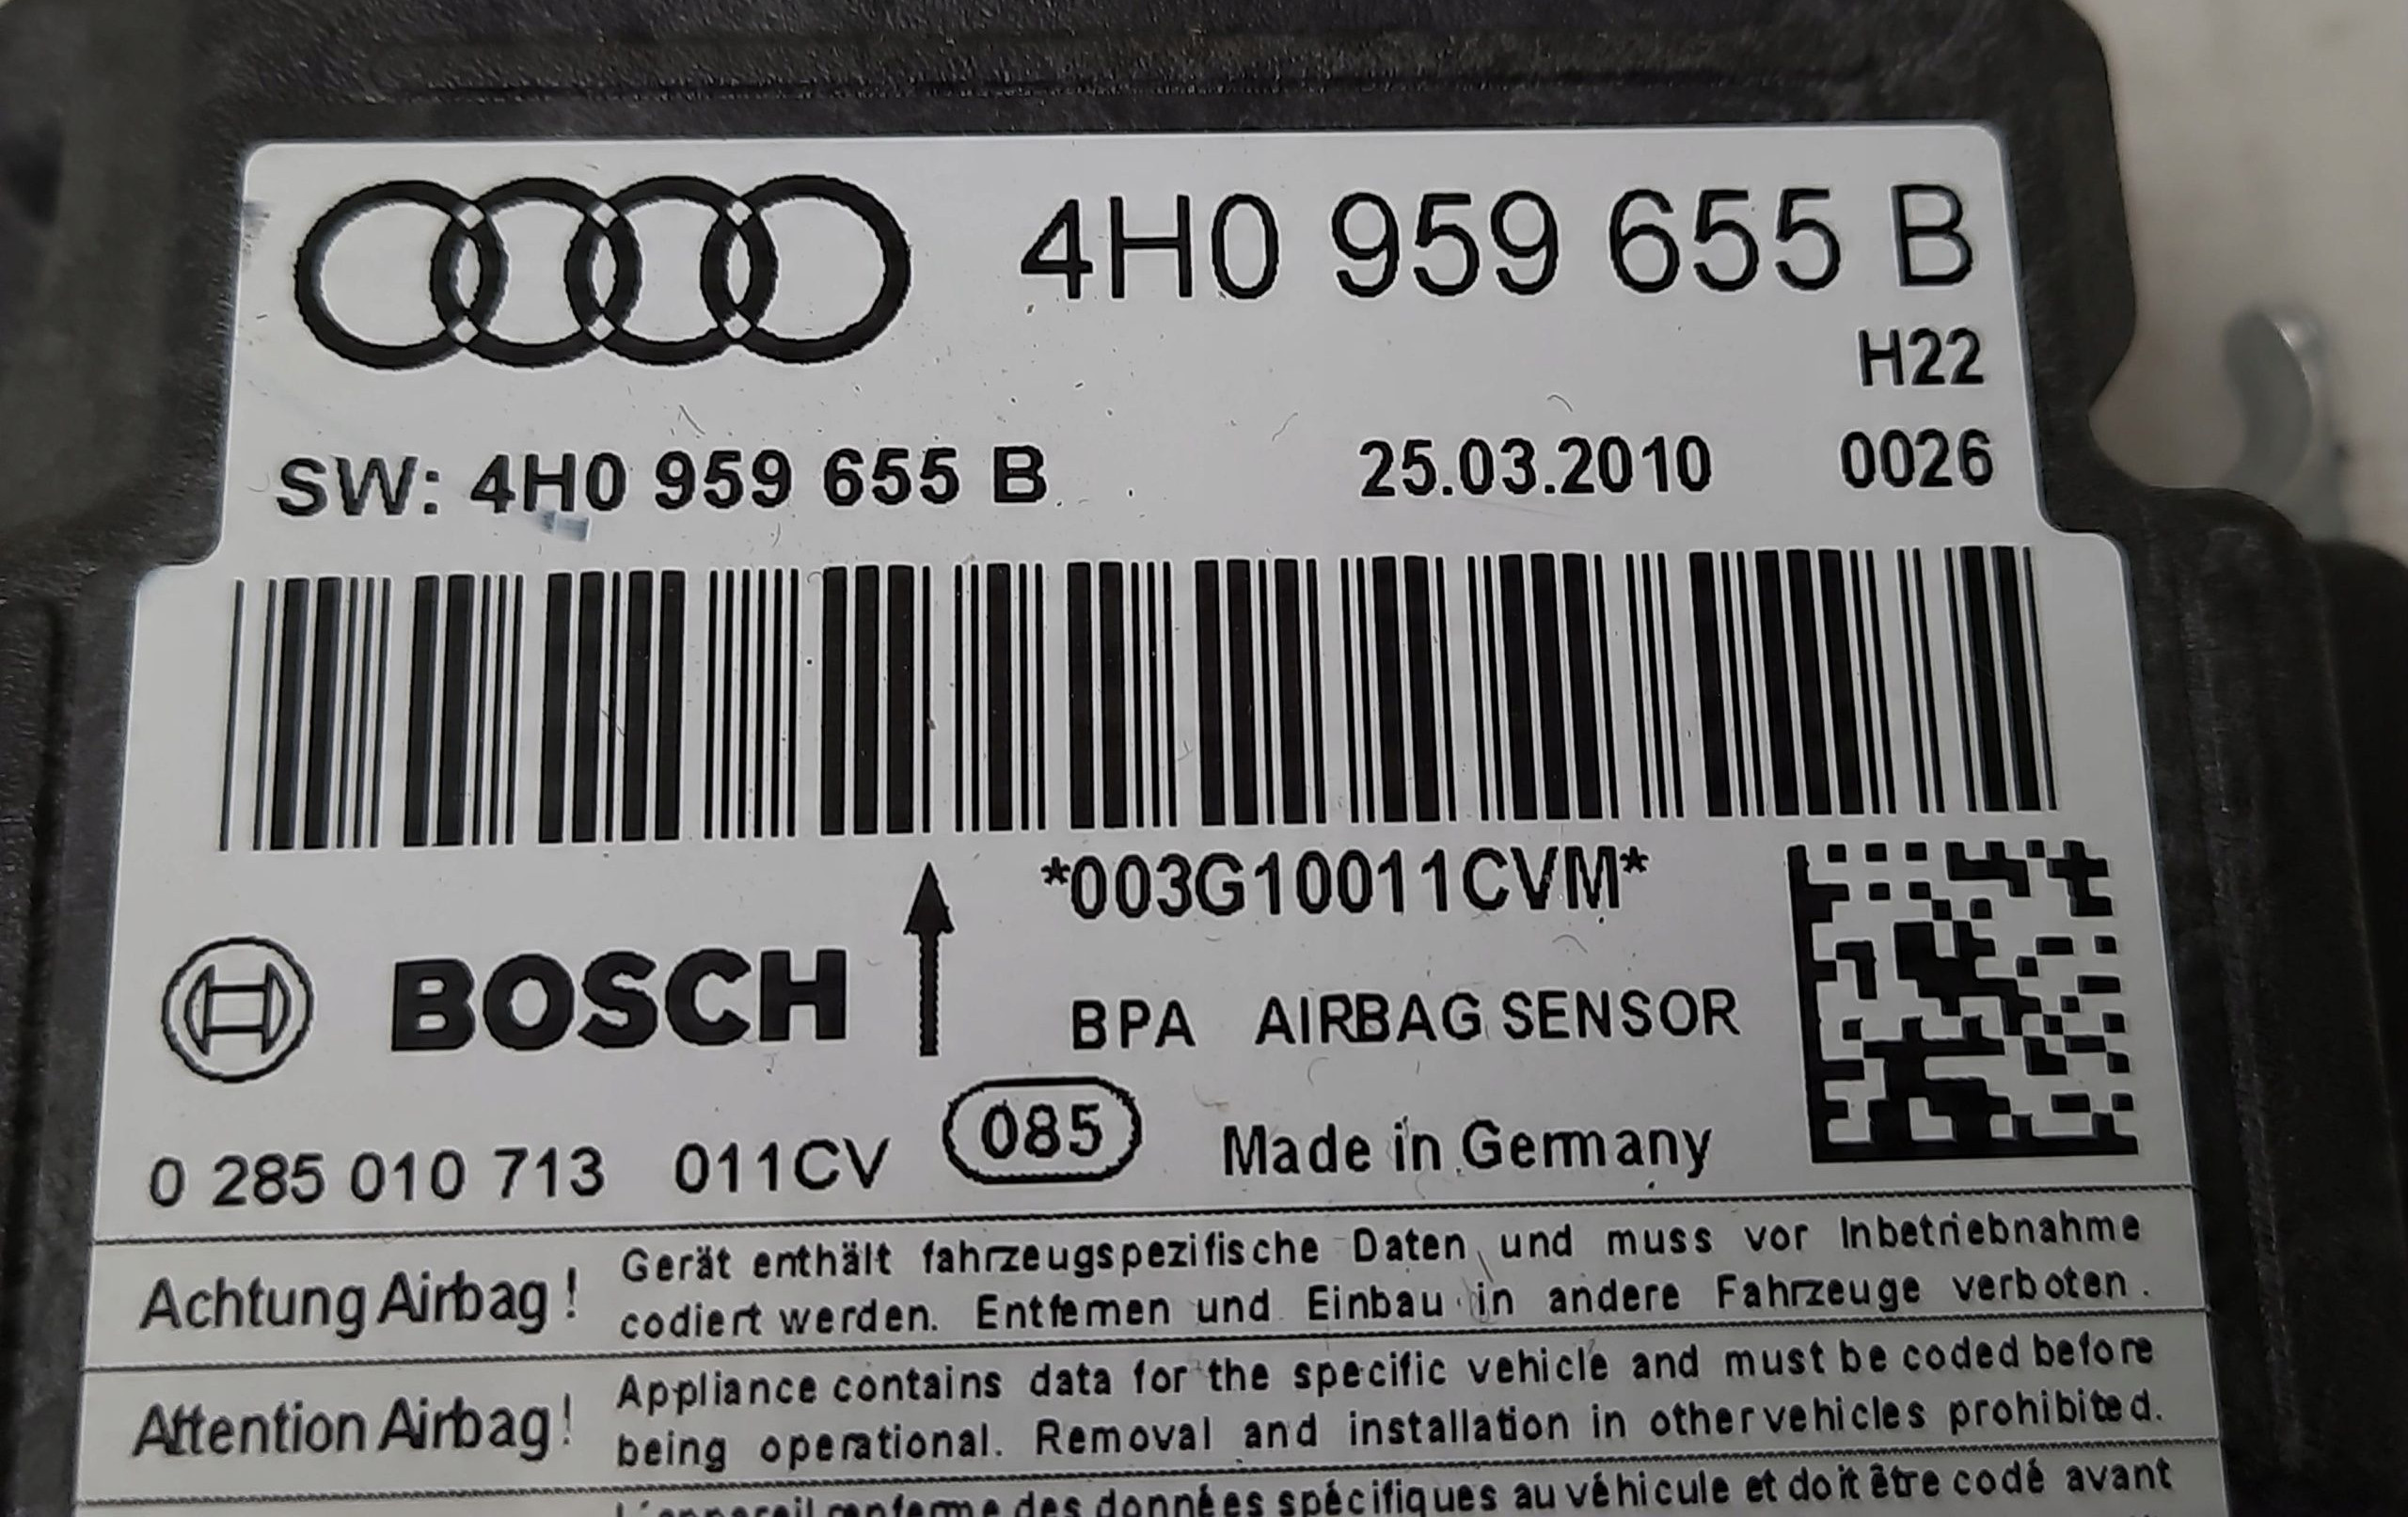 4H0 959 655 B
H22
SW: 4H0 959 655 B 25.03.2010 0026
*003G10011CVM*
BOSCH BPA AIRBAG SENSOR
0 285 010 713 011CV 085 Made in Germany
Achtung Airbag! Gerät enthält fahrzeugspezifische Daten und muss vor Inbetriebnahme
codiert werden. Entfernen und Einbau in andere Fahrzeuge verboten.
Attention Airbag! Appliance contains data for the specific vehicle and must be coded before
being operational. Removal and installation in other vehicles prohibited.
L'appareil renferme des données spécifiques au véhicule et doit être codé avant